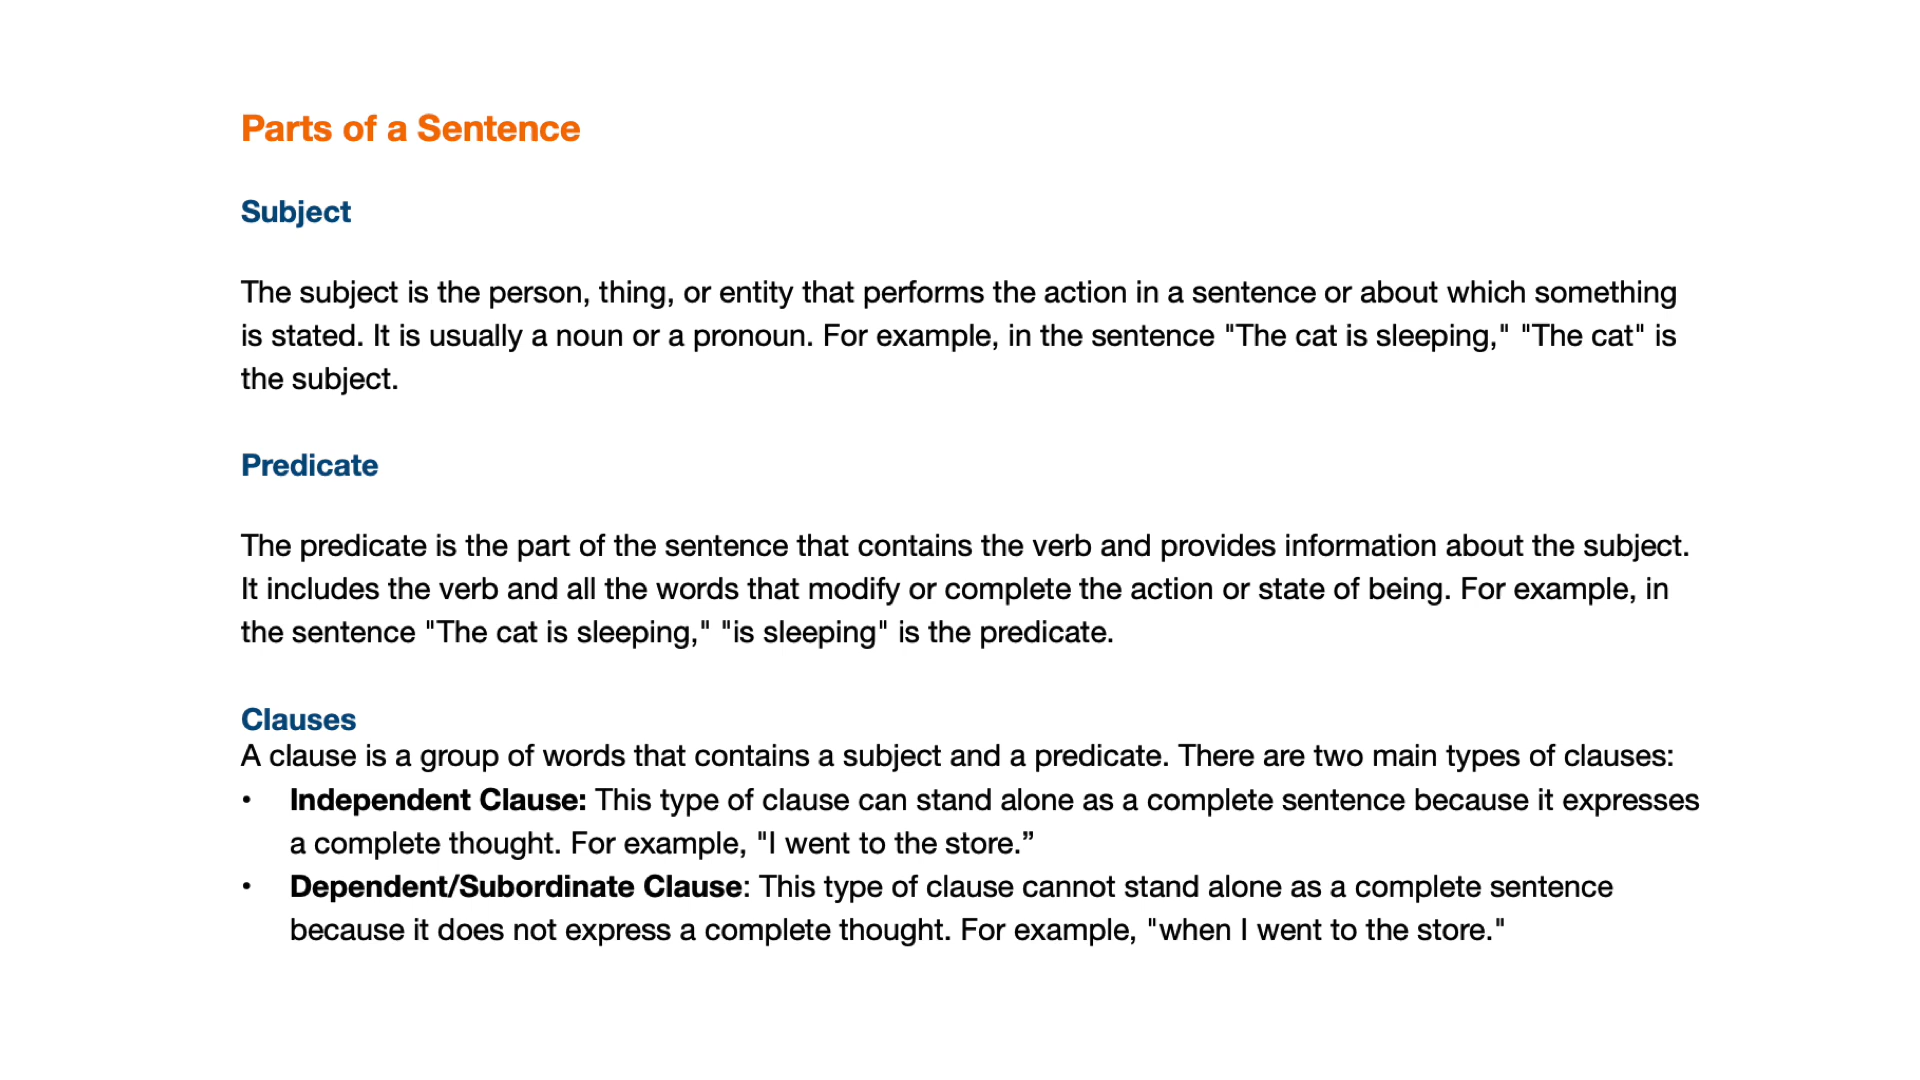 Parts of a Sentence
Subject
The subject is the person, thing, or entity that performs the action in a sentence or about which something
is stated. It is usually a noun or a pronoun. For example, in the sentence "The cat is sleeping," "The cat" is
the subject.
Predicate
The predicate is the part of the sentence that contains the verb and provides information about the subject.
It includes the verb and all the words that modify or complete the action or state of being. For example, in
the sentence "The cat is sleeping," "is sleeping" is the predicate.
Clauses
A clause is a group of words that contains a subject and a predicate. There are two main types of clauses:
• Independent Clause: This type of clause can stand alone as a complete sentence because it expresses
a complete thought. For example, "I went to the store.”
• Dependent/Subordinate Clause: This type of clause cannot stand alone as a complete sentence
because it does not express a complete thought. For example, "when I went to the store."